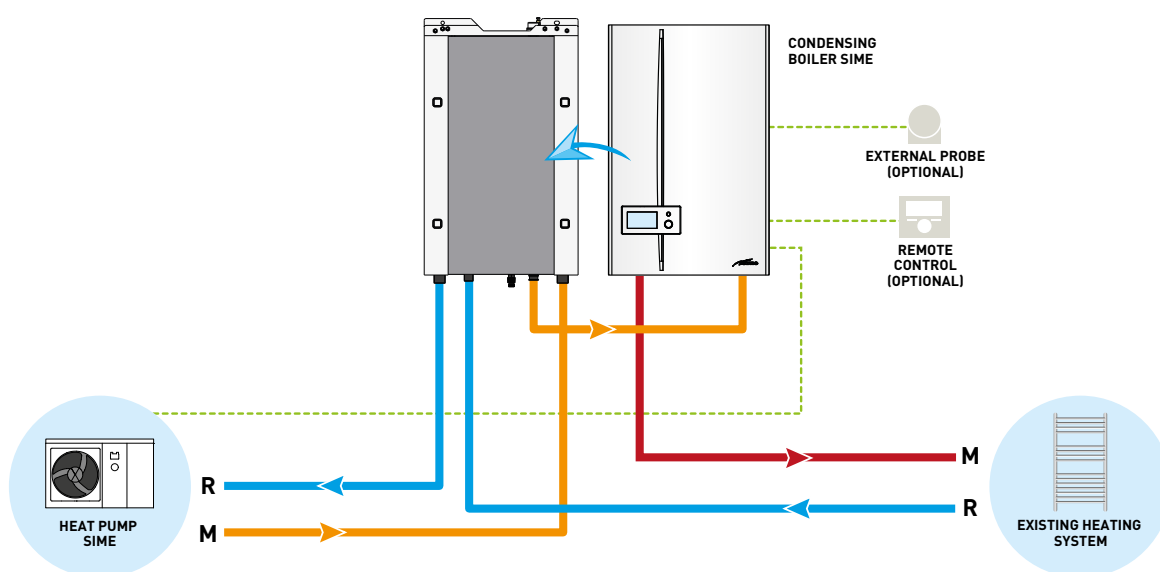 CONDENSING
BOILER SIME
EXTERNAL PROBE
(OPTIONAL)
REMOTE
CONTROL
(OPTIONAL)
M
R
R
M
HEAT PUMP
SIME
EXISTING HEATING
SYSTEM